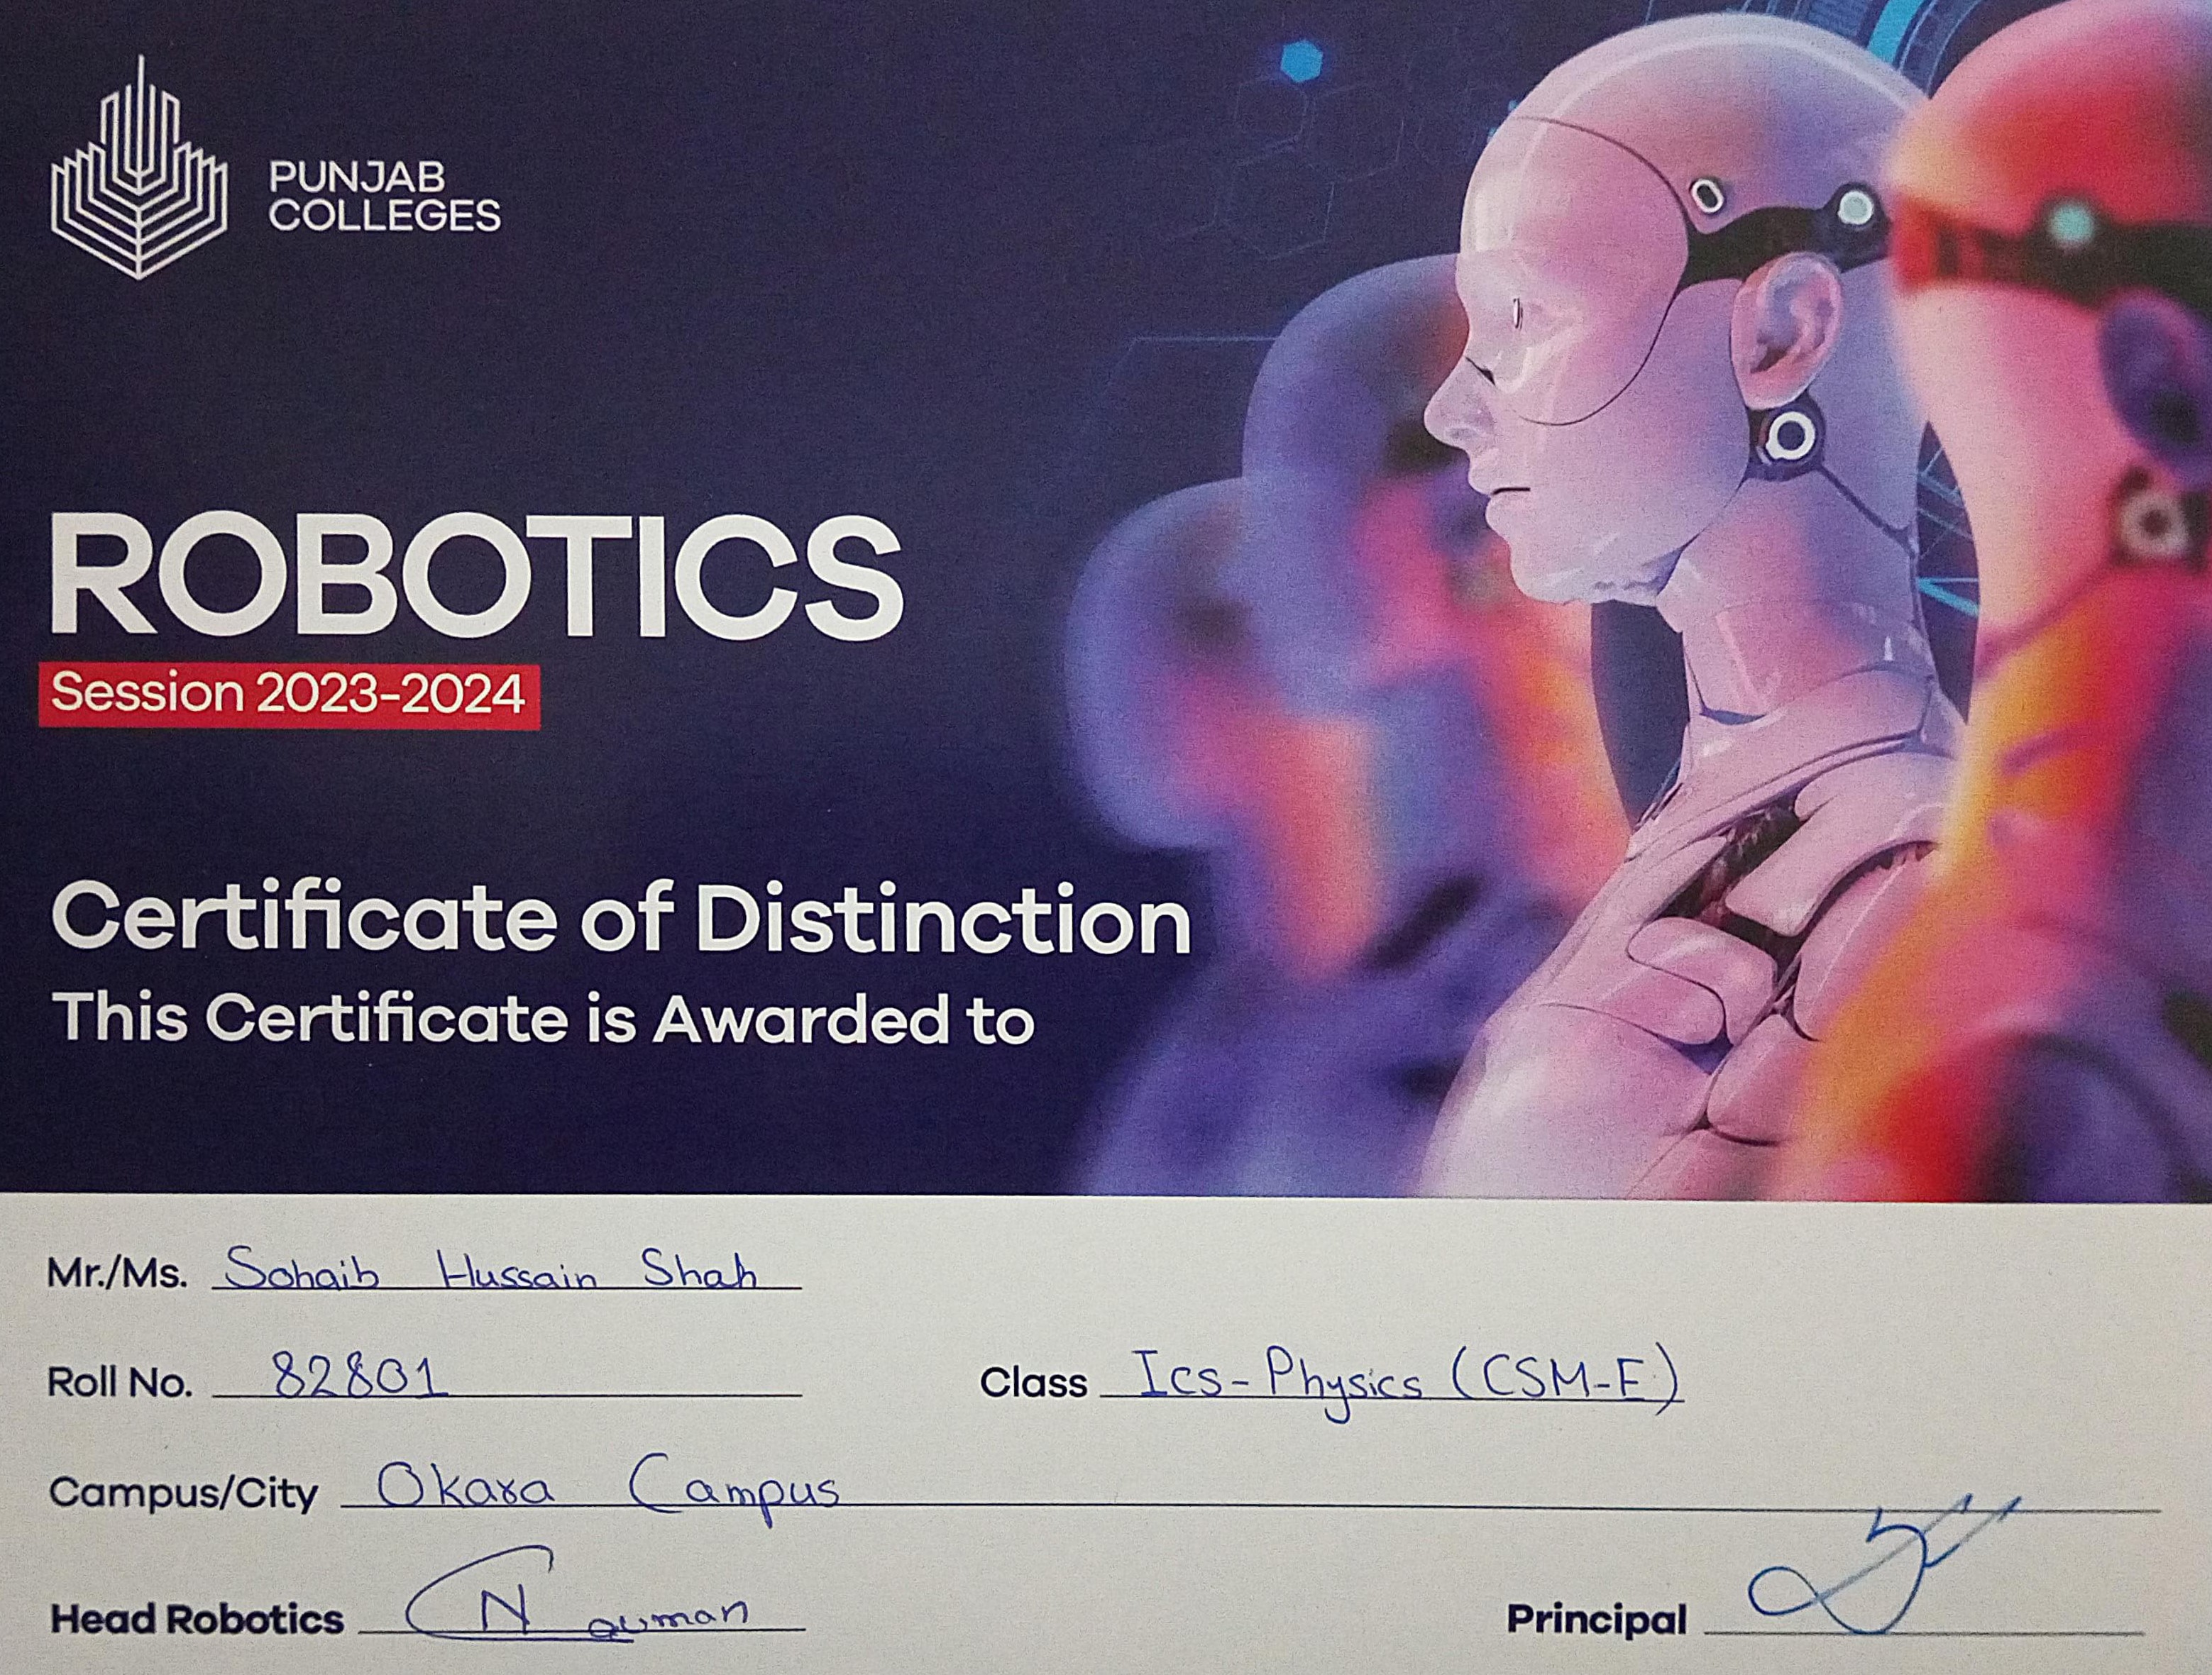 PUNJAB
COLLEGES
ROBOTICS
Session 2023-2024
Certificate of Distinction
This Certificate is Awarded to
Mr./Ms. Sohaib Hussain Shah
Roll No. 82801
Class Ics-Physics (CSM-E)
Campus/City Okara Campus
Head Robotics Nauman
Principal